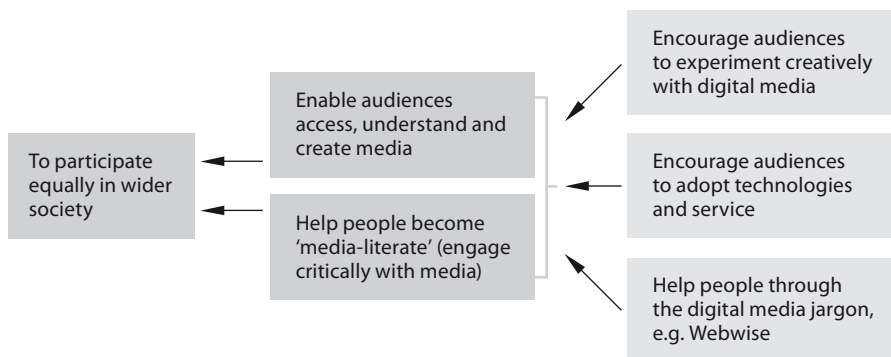 To participate
equally in wider
society
Enable audiences
access, understand and
create media
Help people become
‘media-literate’ (engage
critically with media)
Encourage audiences
to experiment creatively
with digital media
Encourage audiences
to adopt technologies
and service
Help people through
the digital media jargon,
e.g. Webwise